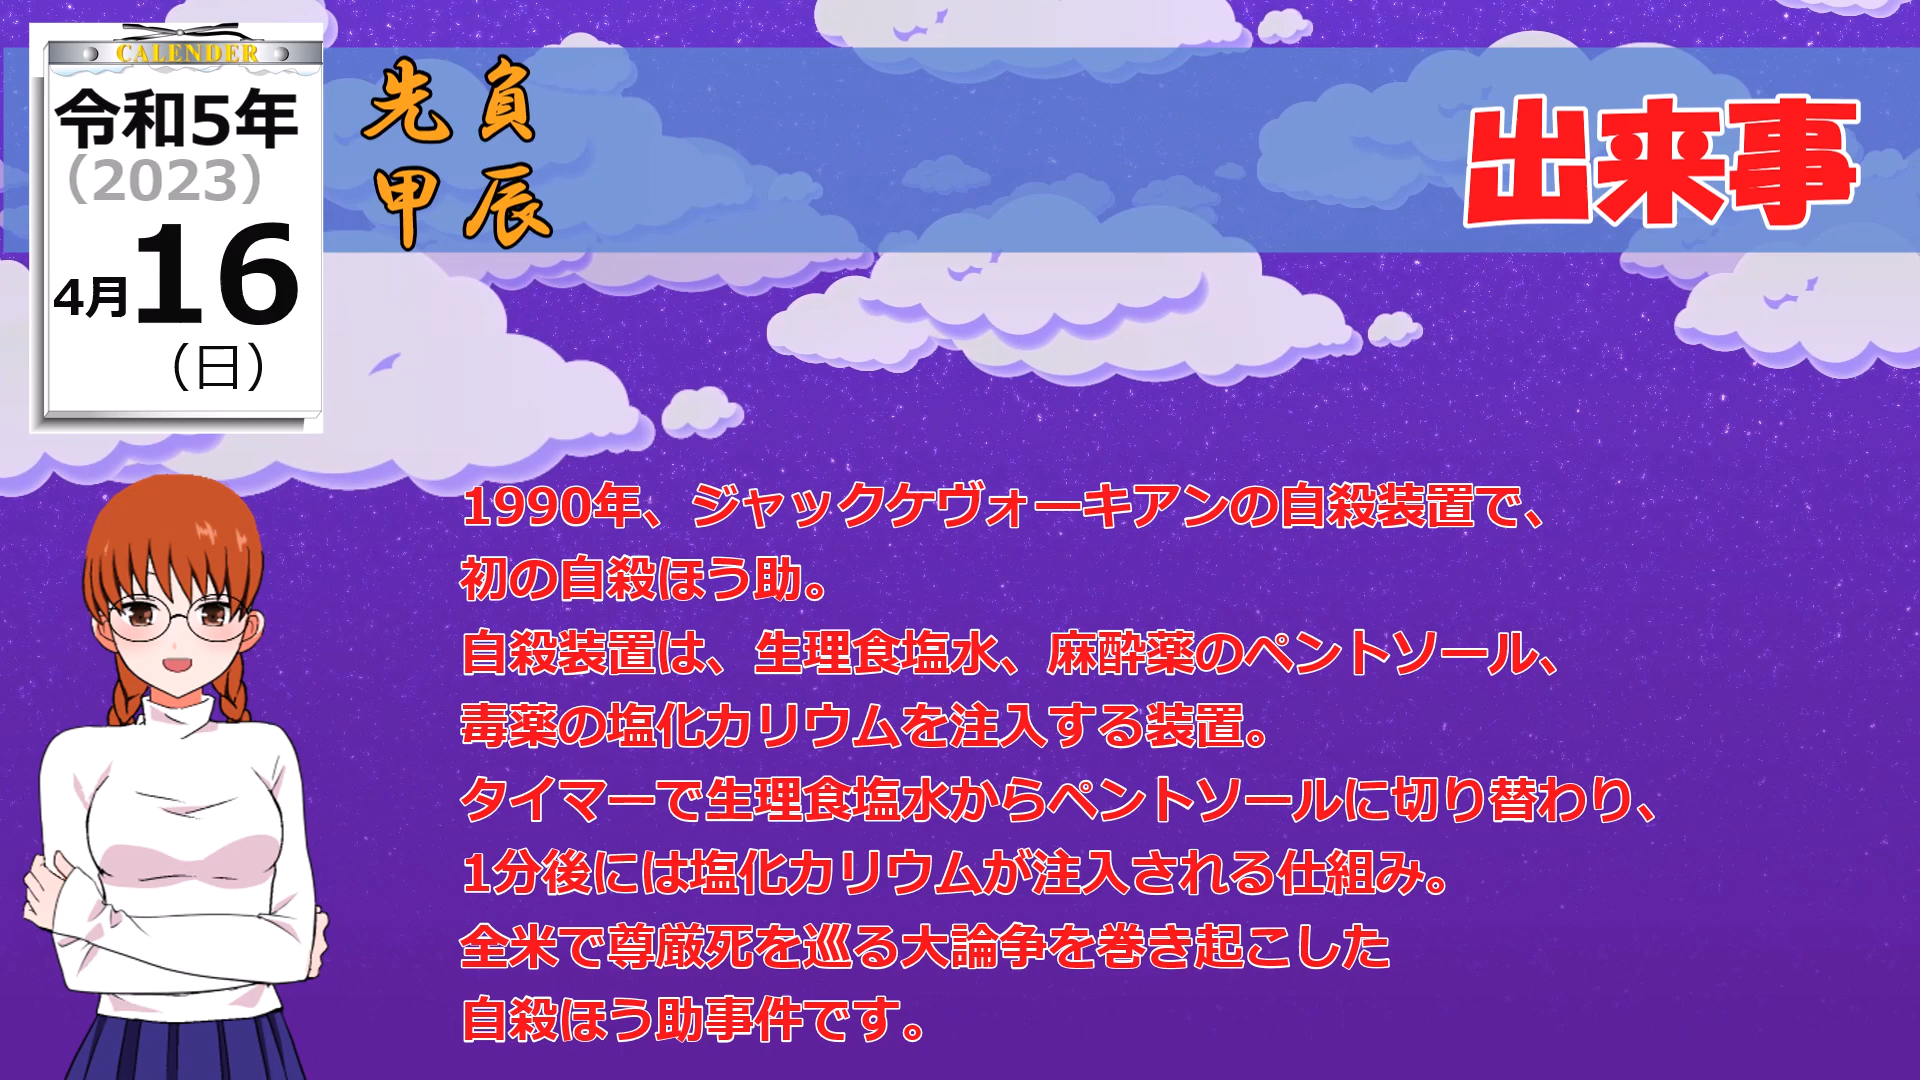 CALENDER
令和5年
（2023）
4月16
（日）
先負
甲辰
出来事
1990年、ジャックケヴォーキアンの自殺装置で、
初の自殺ほう助。
自殺装置は、生理食塩水、麻酔薬のペントソール、
毒薬の塩化カリウムを注入する装置。
タイマーで生理食塩水からペントソールに切り替わり、
1分後には塩化カリウムが注入される仕組み。
全米で尊厳死を巡る大論争を巻き起こした
自殺ほう助事件です。